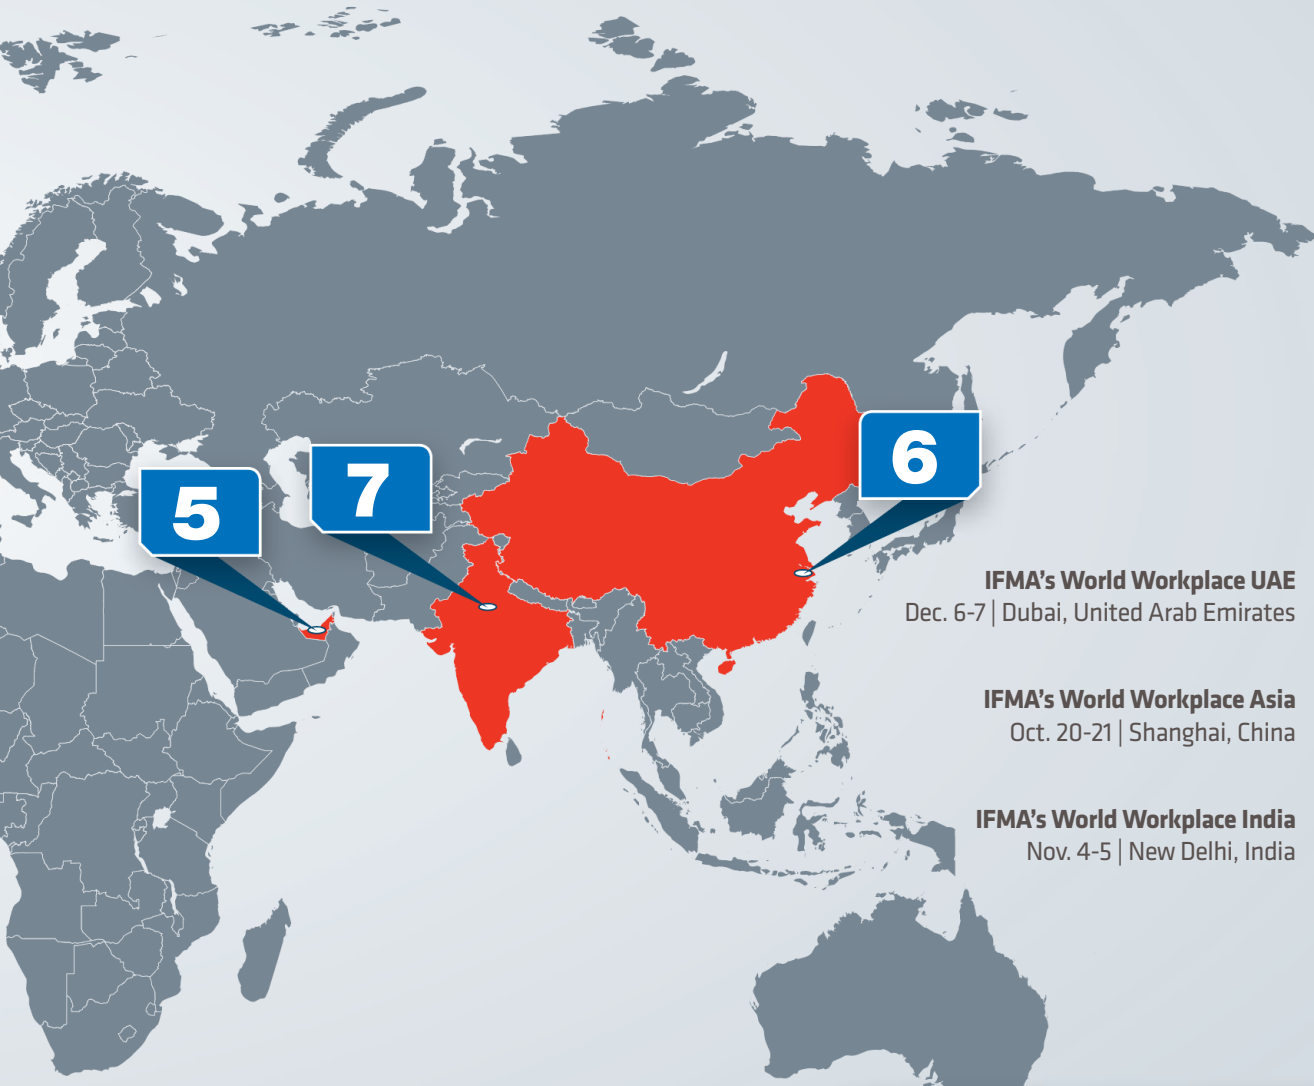 7
6
5
IFMA's World Workplace UAE
Dec. 6-7 | Dubai, United Arab Emirates
IFMA's World Workplace Asia
Oct. 20-21 | Shanghai, China
IFMA's World Workplace India
Nov. 4-5 | New Delhi, India